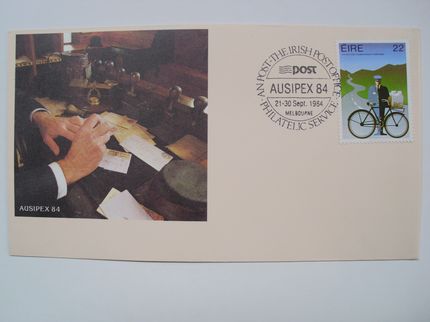 AN POST-THE IRISH POST OFFICE
POST
AUSIPEX 84
21-30 Sept. 1984
MELBOURNE
PHILATELIC SERVICE
ÉIRE 22
AUSIPEX 84